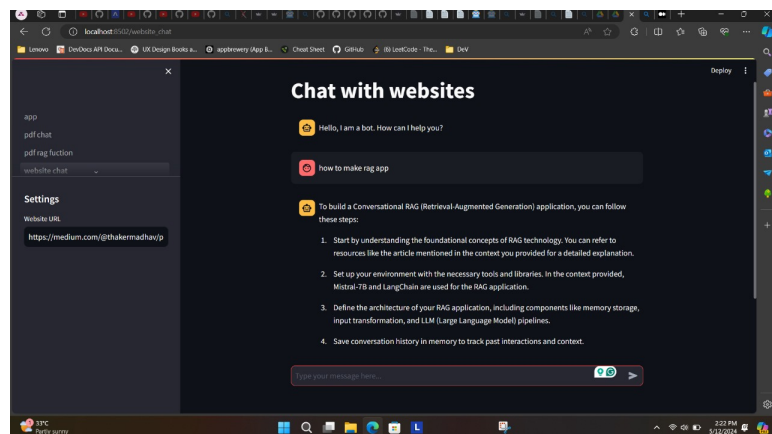 localhost:8502/website_chat
Lenovo
DevDocs API Docu...
UX Design Books a...
appbrewery (App B...
Cheat Sheet
GitHub
(6) LeetCode - The...
DeV
Deploy
app
pdf chat
pdf rag fuction
website chat
Settings
Website URL
https://medium.com/@thakermadhav/p
Chat with websites
Hello, I am a bot. How can I help you?
how to make rag app
To build a Conversational RAG (Retrieval-Augmented Generation) application, you can follow
these steps:
1. Start by understanding the foundational concepts of RAG technology. You can refer to
resources like the article mentioned in the context you provided for a detailed explanation.
2. Set up your environment with the necessary tools and libraries. In the context provided,
Mistral-7B and LangChain are used for the RAG application.
3. Define the architecture of your RAG application, including components like memory storage,
input transformation, and LLM (Large Language Model) pipelines.
4. Save conversation history in memory to track past interactions and context.
Type your message here...
33°C
Partly sunny
2:22 PM
5/12/2024